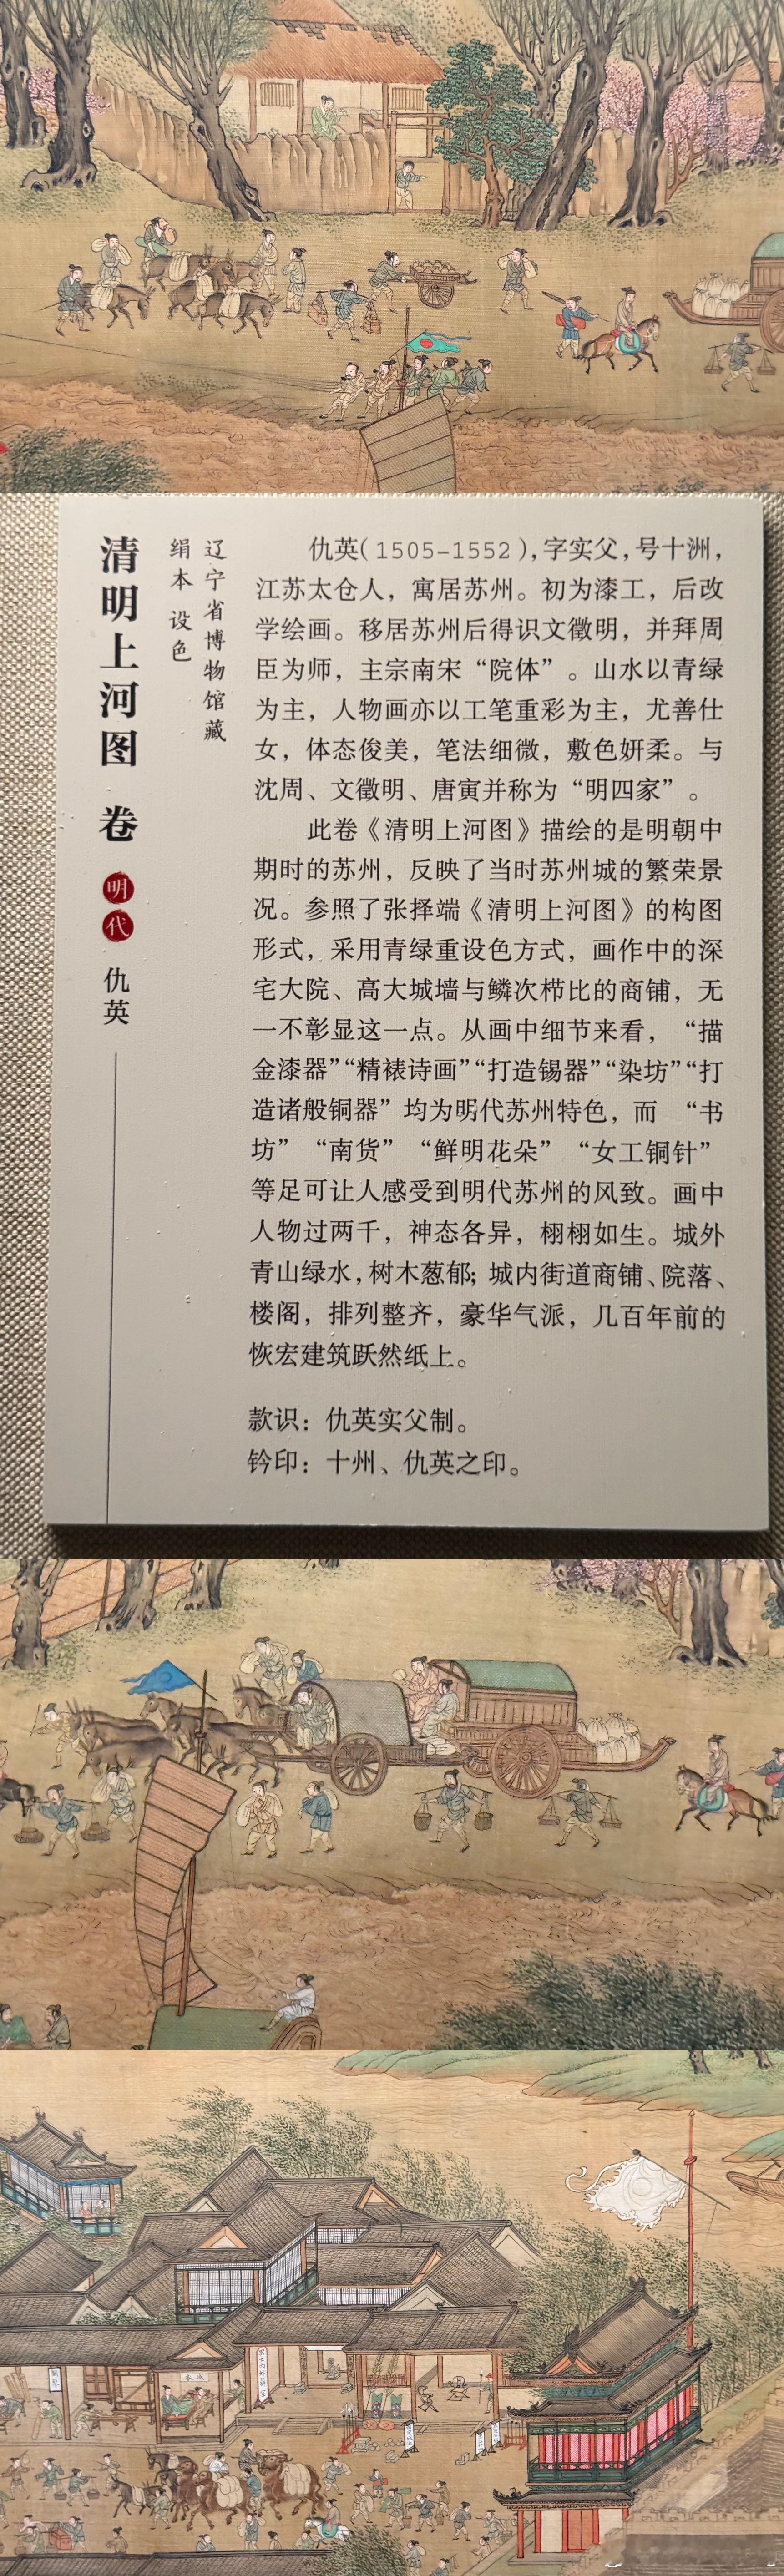 清明上河图 卷
明代
仇英
辽宁省博物馆藏
绢本 设色
仇英(1505-1552),字实父,号十洲,
江苏太仓人,寓居苏州。初为漆工,后改
学绘画。移居苏州后得识文徵明,并拜周
臣为师,主宗南宋“院体”。山水以青绿
为主,人物画亦以工笔重彩为主,尤善仕
女,体态俊美,笔法细微,敷色妍柔。与
沈周、文徵明、唐寅并称为“明四家”。
此卷《清明上河图》描绘的是明朝中
期时的苏州,反映了当时苏州城的繁荣景
况。参照了张择端《清明上河图》的构图
形式,采用青绿重设色方式,画作中的深
宅大院、高大城墙与鳞次栉比的商铺,无
一不彰显这一点。从画中细节来看,“描
金漆器”“精裱诗画”“打造锡器”“染坊”“打
造诸般铜器”均为明代苏州特色,而 “书
坊” “南货” “鲜明花朵” “女工铜针”
等足可让人感受到明代苏州的风致。画中
人物过两千,神态各异,栩栩如生。城外
青山绿水,树木葱郁;城内街道商铺、院落、
楼阁,排列整齐,豪华气派,几百年前的
恢宏建筑跃然纸上。
款识:仇英实父制。
钤印:十州、仇英之印。